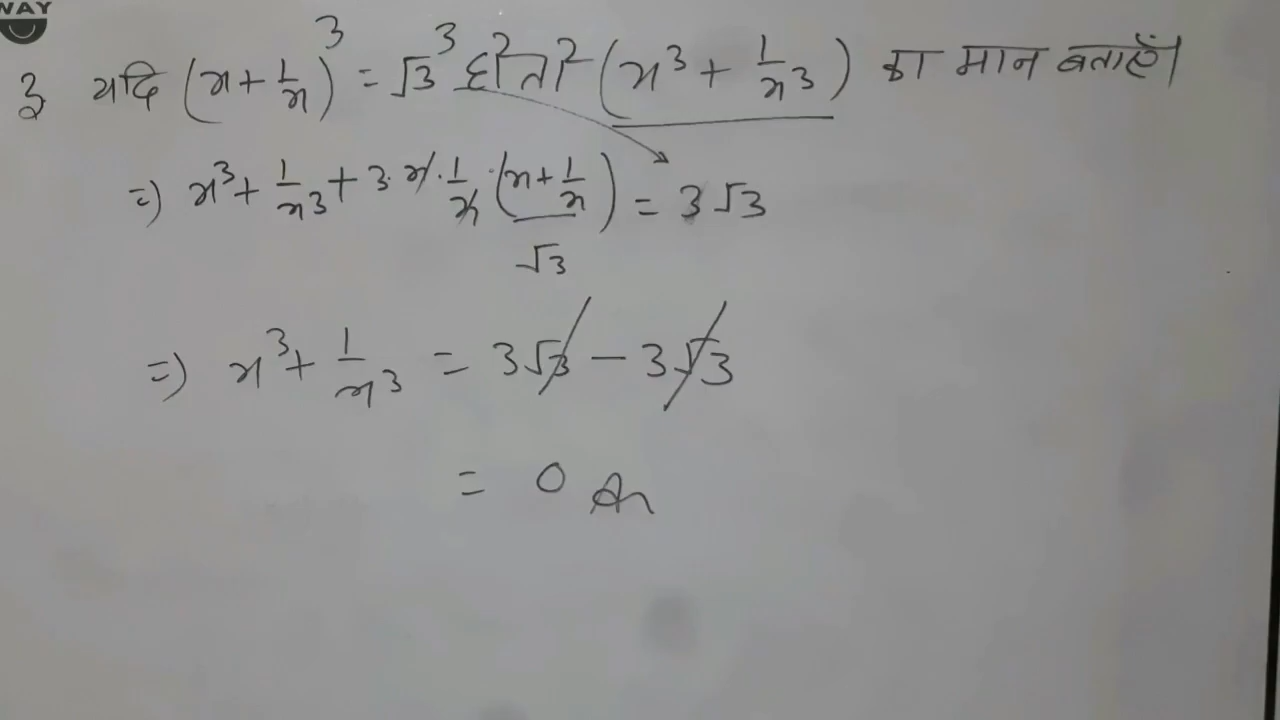 WAY
3 यदि (x + 1/x)³ = √3³ हो तो (x³ + 1/x³) का मान बताएँ।
=) x³ + 1/x³ + 3·x·1/x·(x + 1/x) = 3√3
√3
=) x³ + 1/x³ = 3√3 − 3√3
= 0 An